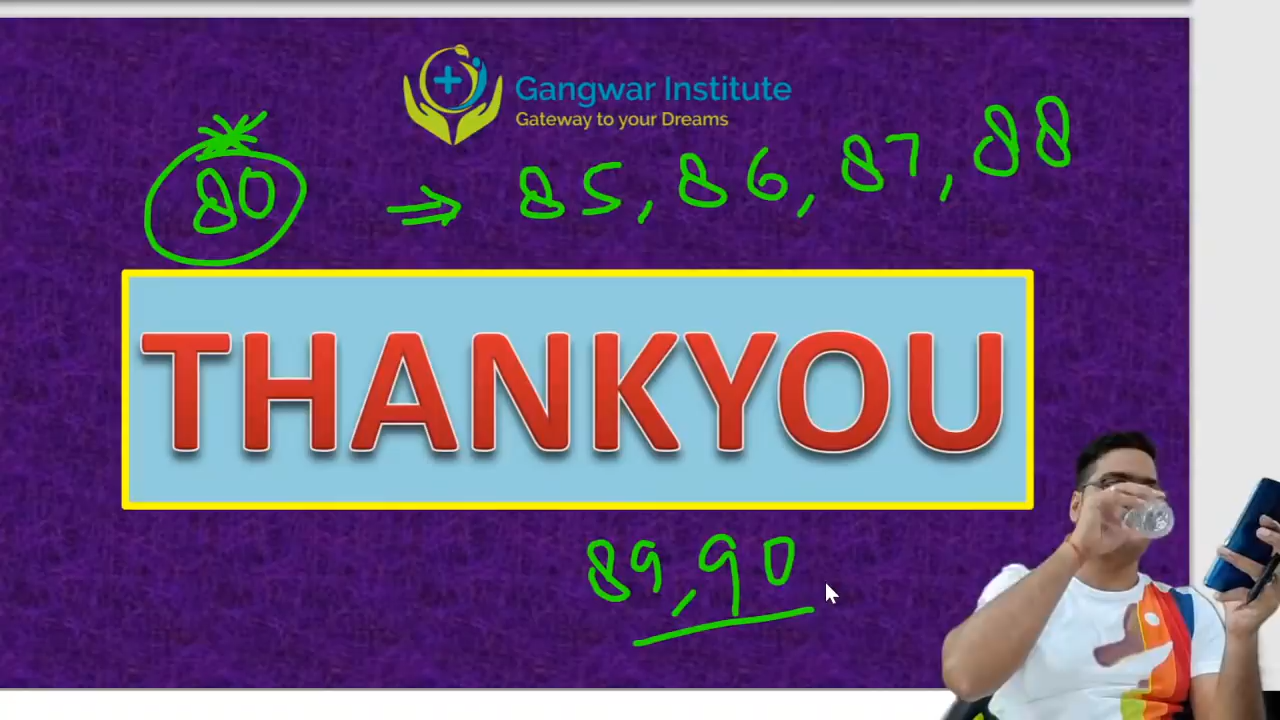 Gangwar Institute
Gateway to your Dreams
80 ⇒ 85, 86, 87, 88
THANKYOU
89, 90